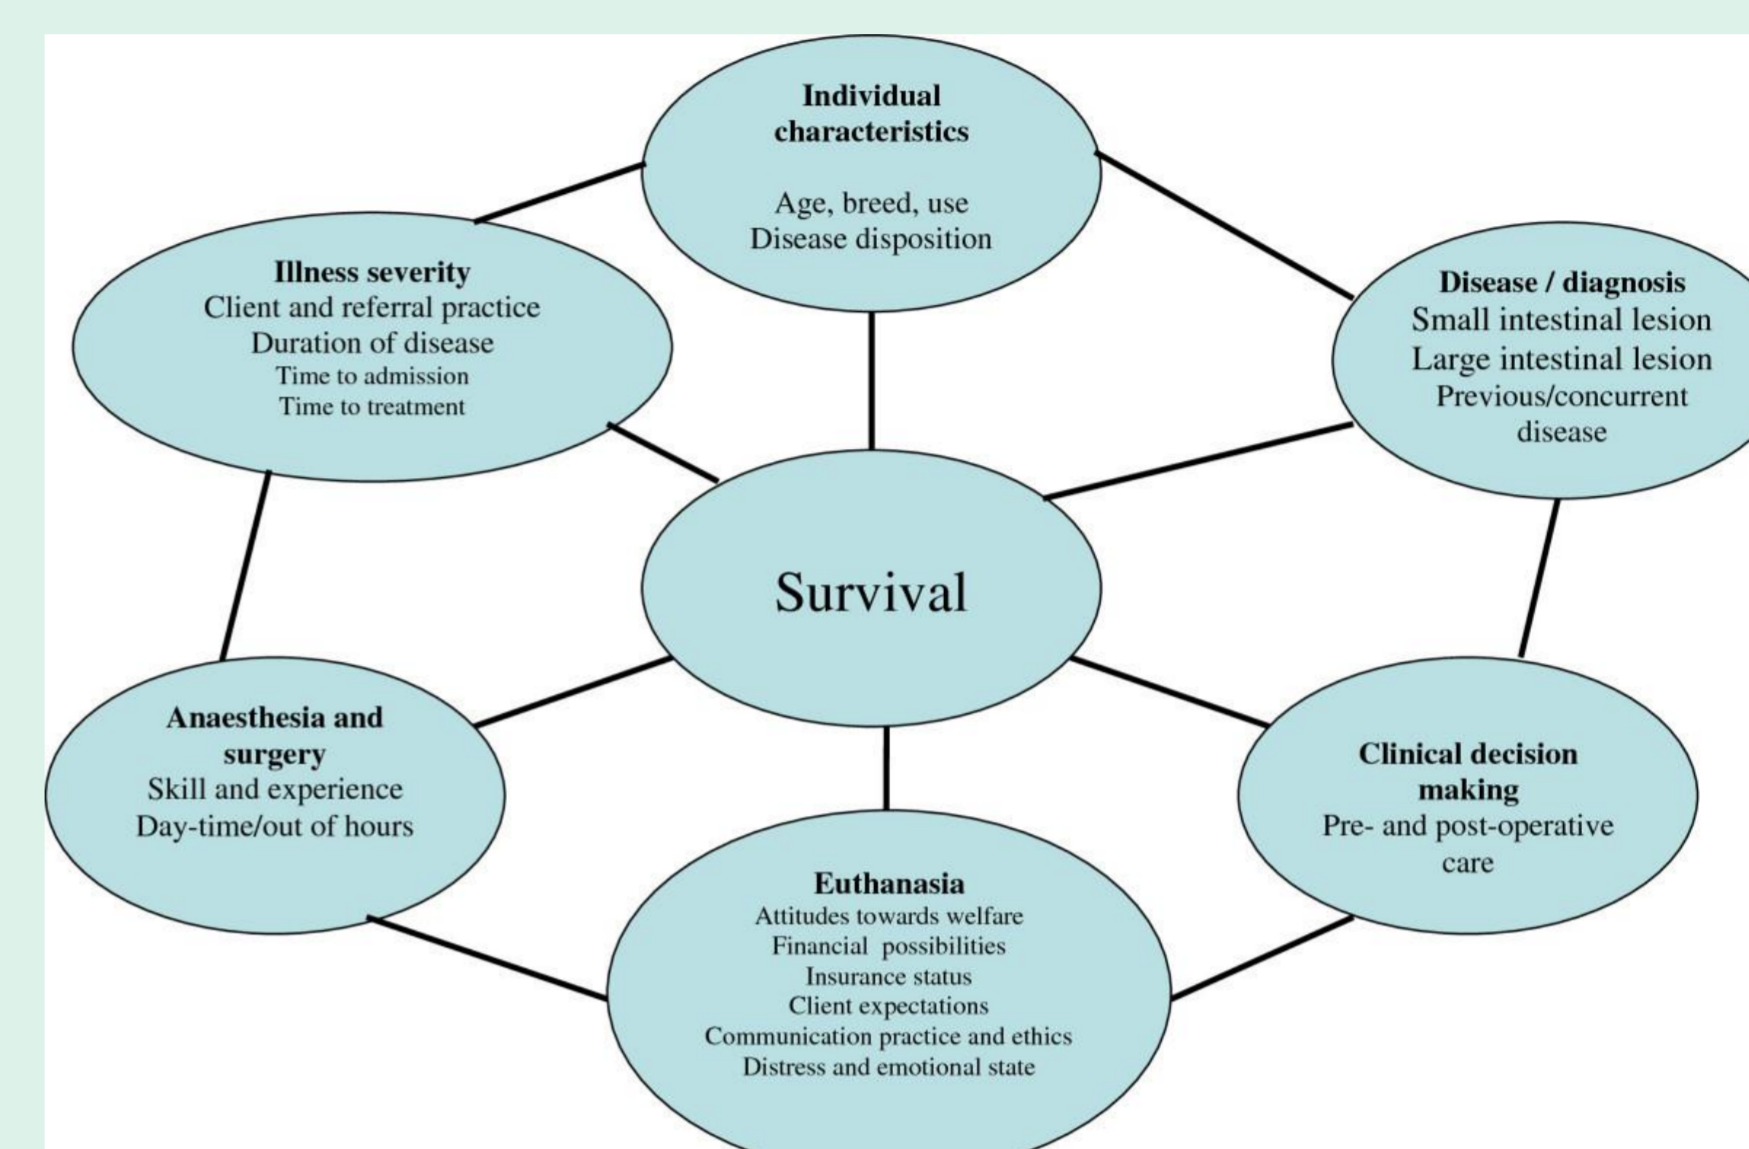 Individual
characteristics
Age, breed, use
Disease disposition
Illness severity
Client and referral practice
Duration of disease
Time to admission
Time to treatment
Disease / diagnosis
Small intestinal lesion
Large intestinal lesion
Previous/concurrent
disease
Survival
Anaesthesia and
surgery
Skill and experience
Day-time/out of hours
Clinical decision
making
Pre- and post-operative
care
Euthanasia
Attitudes towards welfare
Financial possibilities
Insurance status
Client expectations
Communication practice and ethics
Distress and emotional state